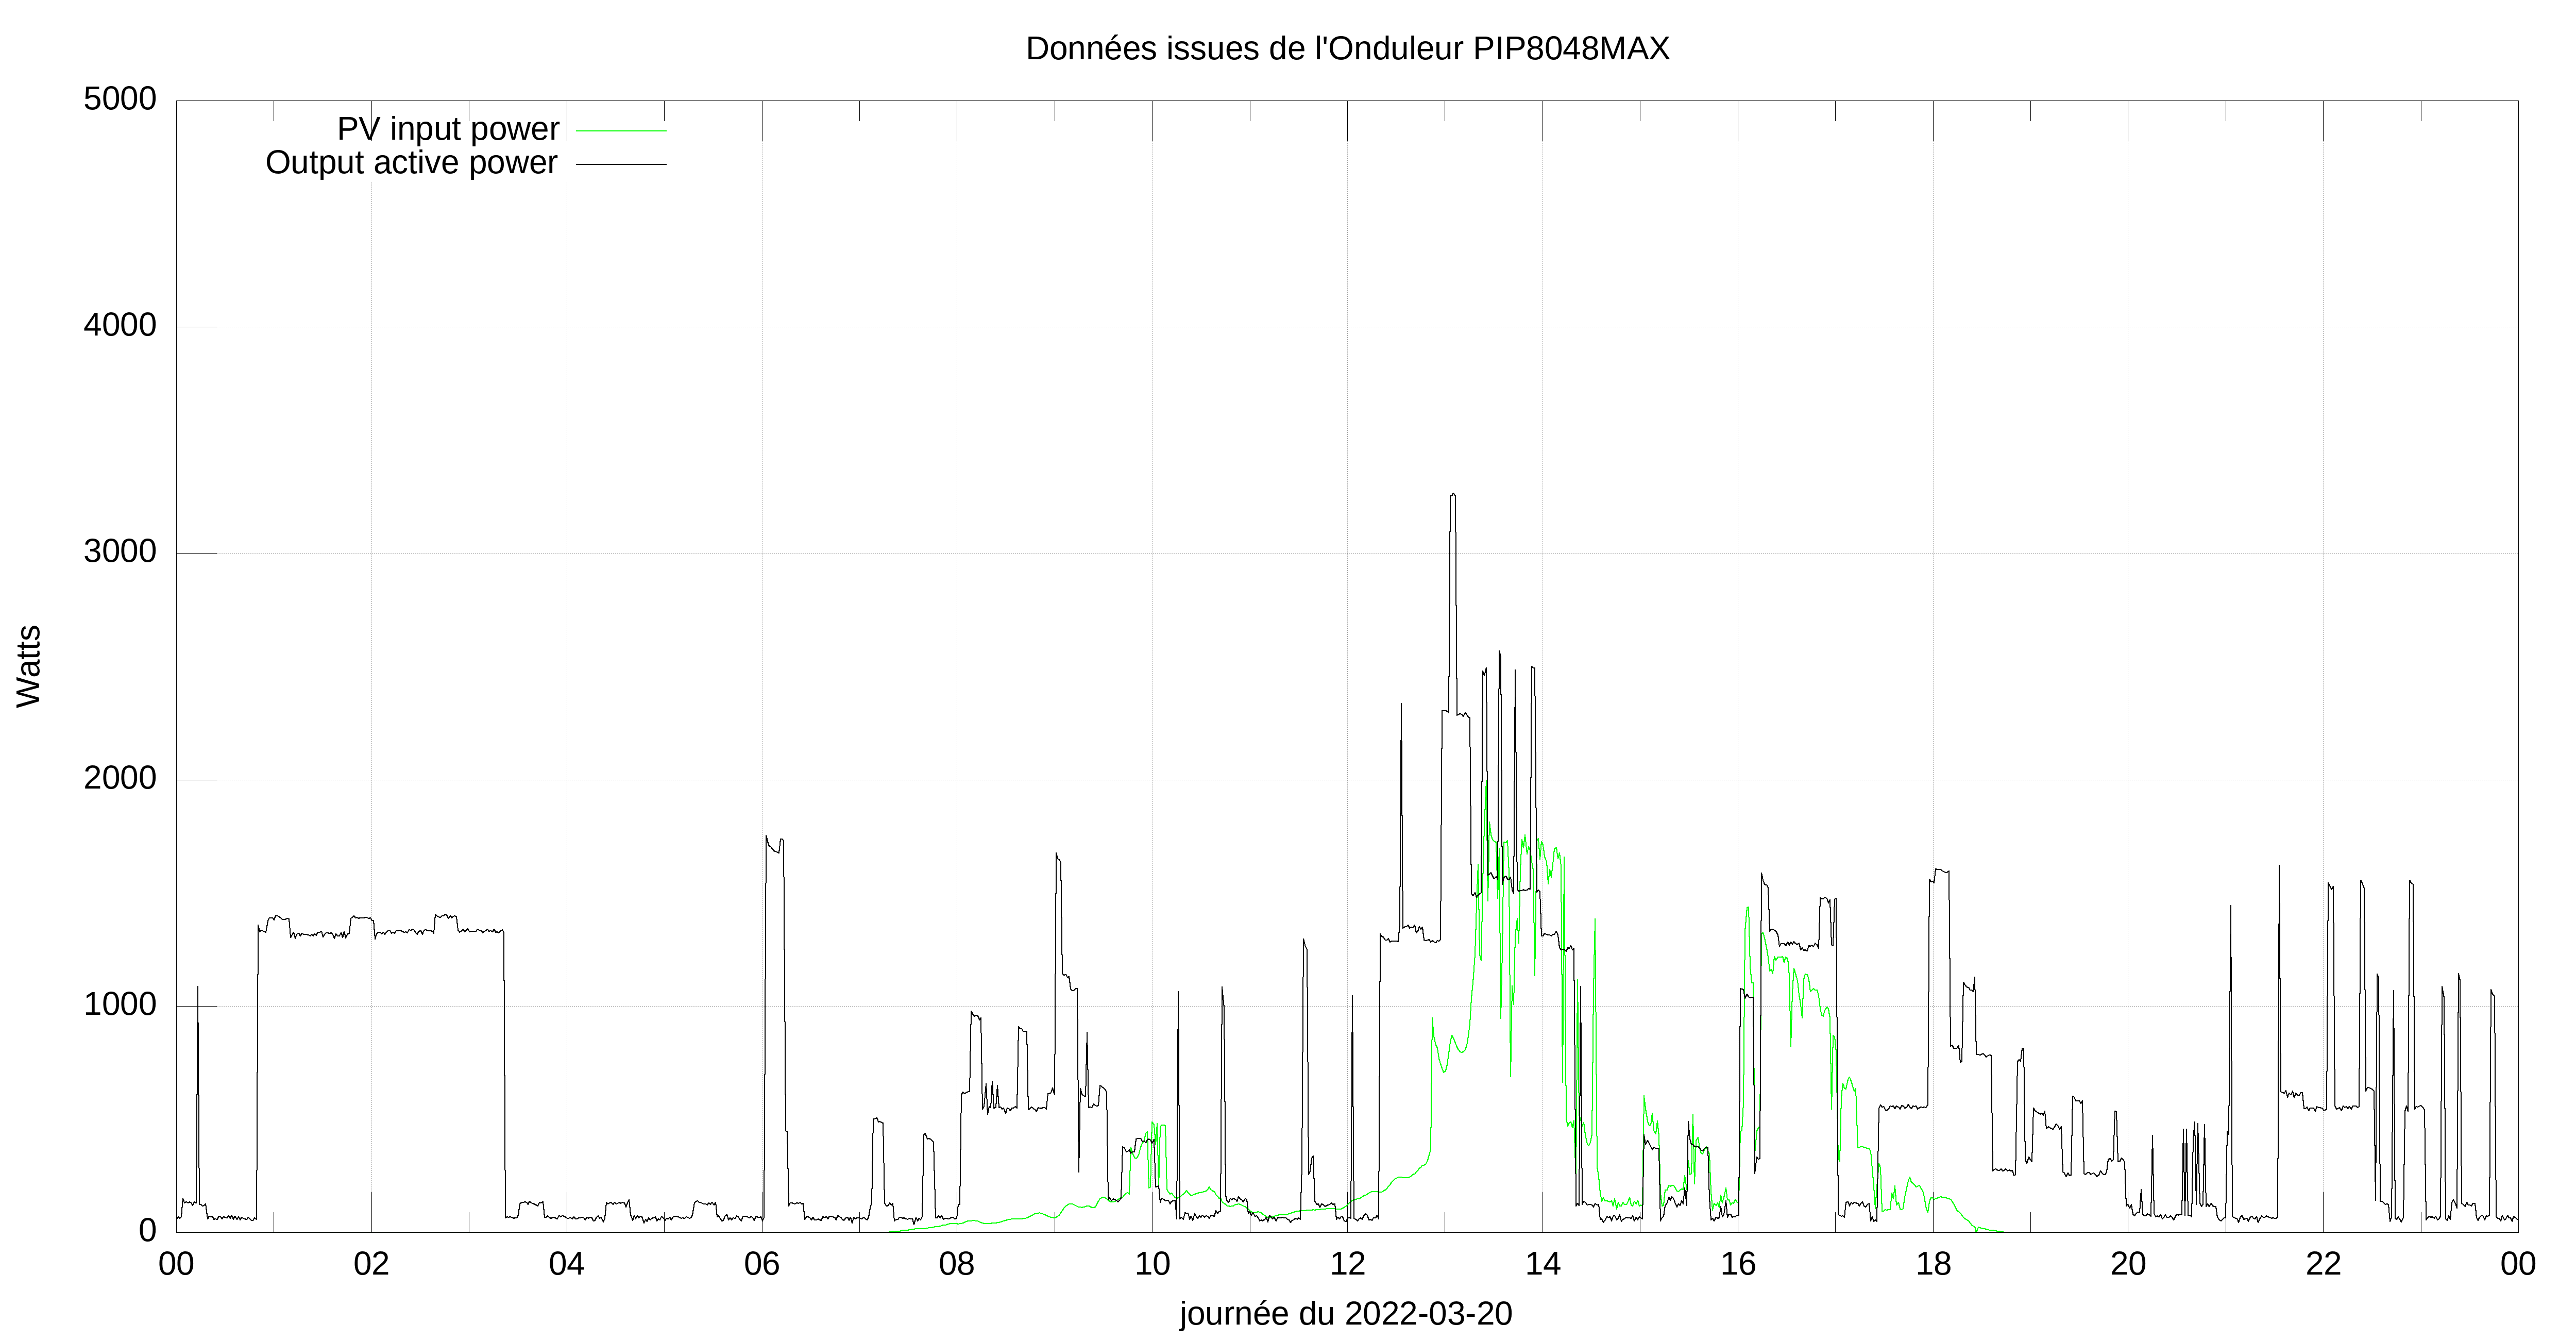 Données issues de l'Onduleur PIP8048MAX
5000
PV input power
Output active power
4000
3000
Watts
2000
1000
0
00 02 04 06 08 10 12 14 16 18 20 22 00
journée du 2022-03-20